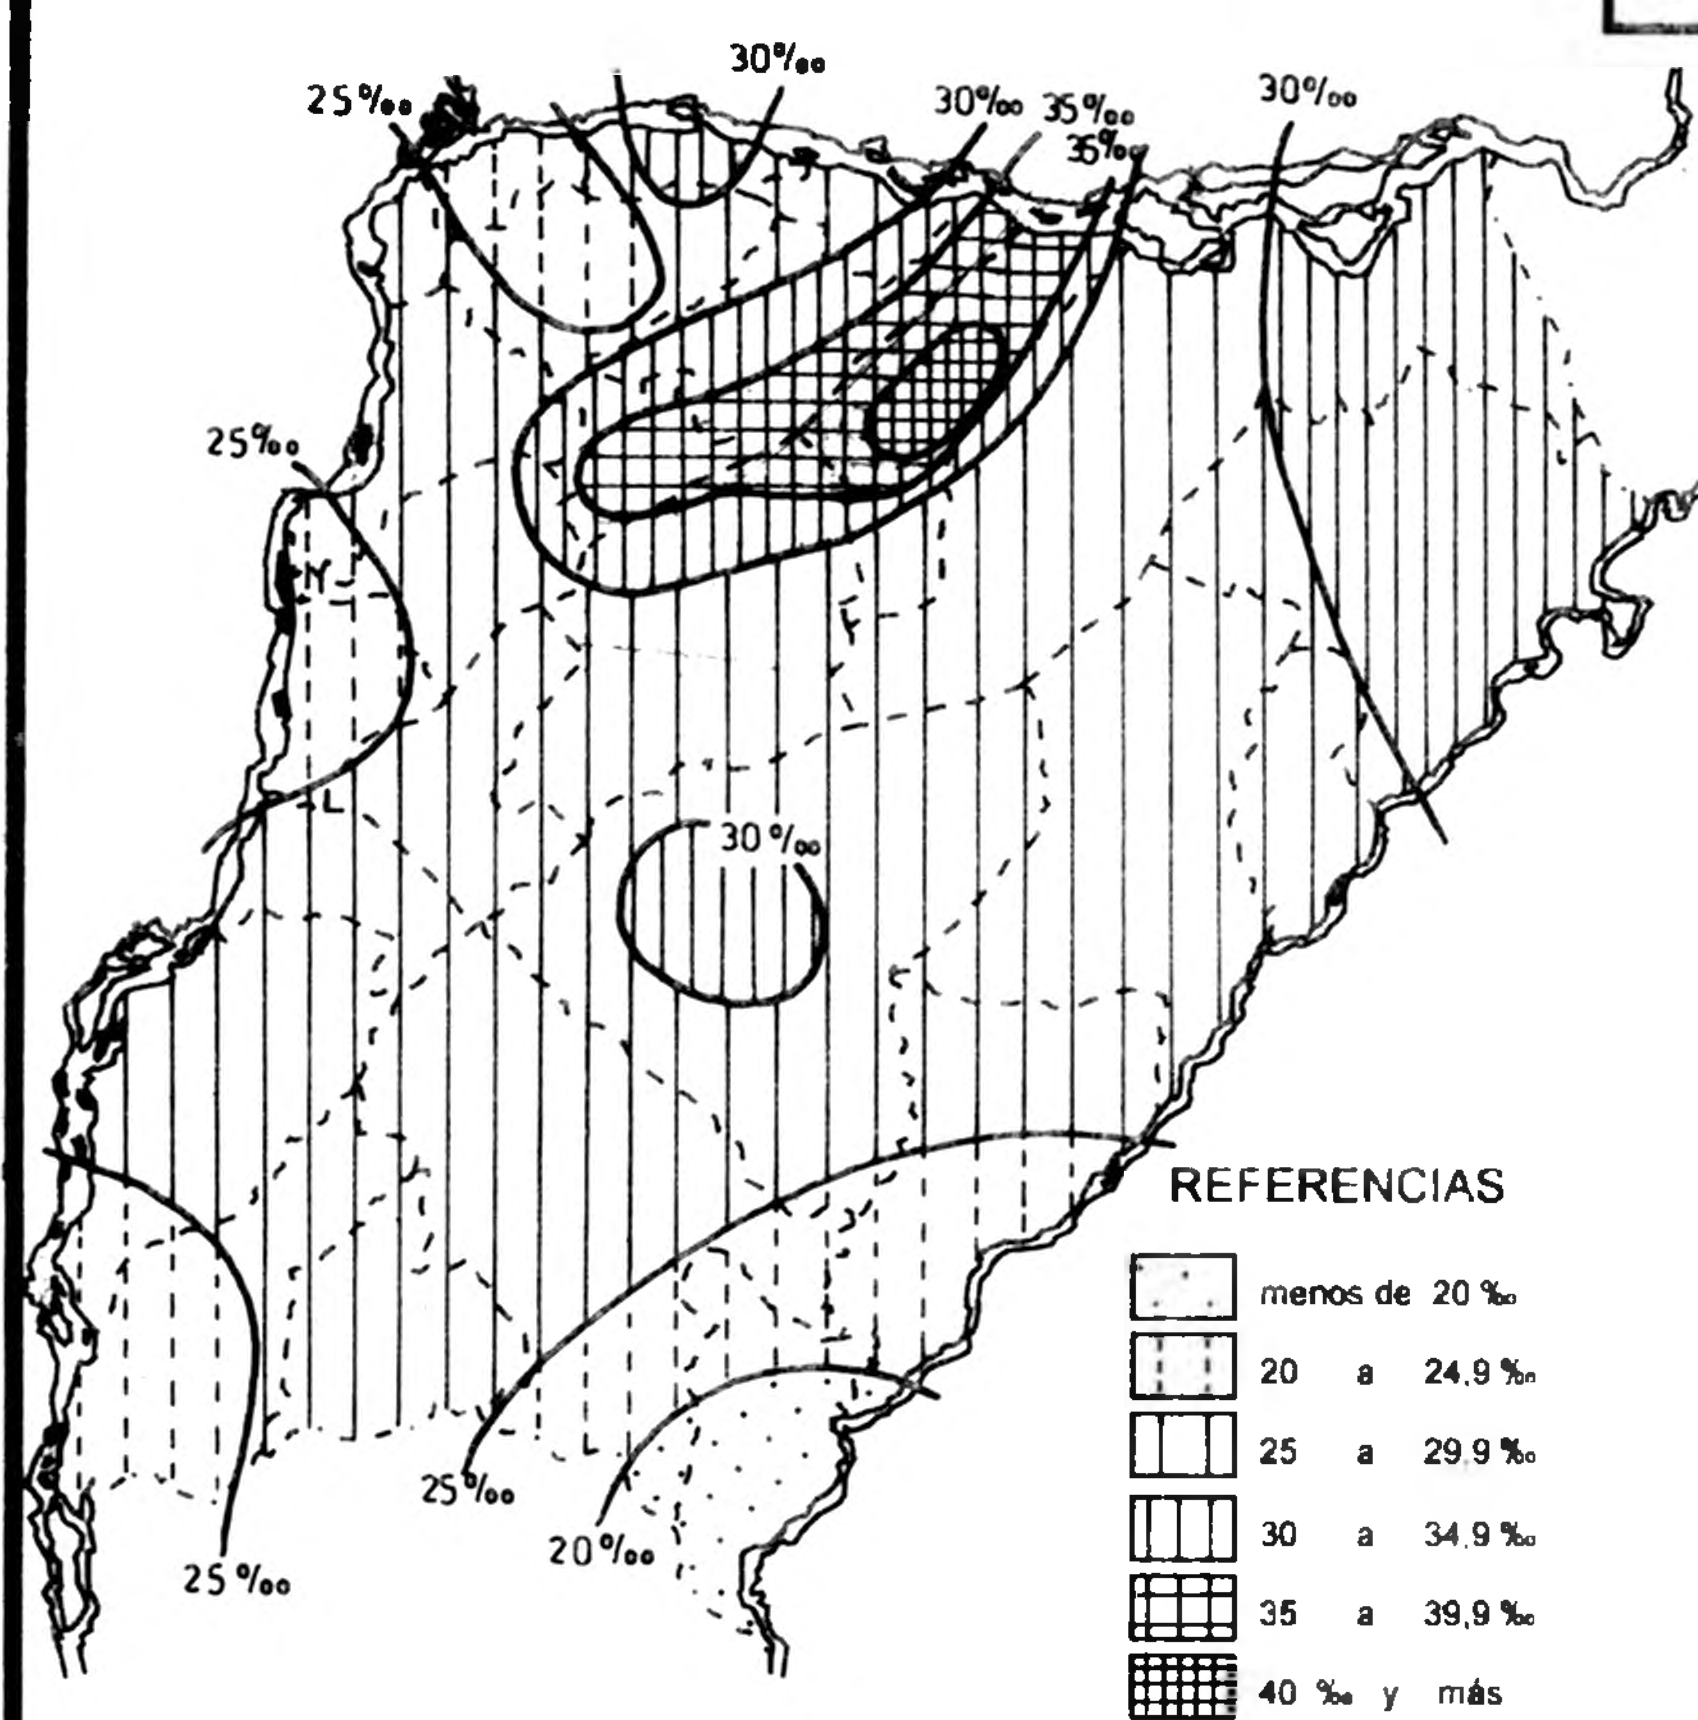 30‰
25‰
30‰ 35‰
30‰
35‰
25‰
30‰
25‰
20‰
25‰
REFERENCIAS
menos de 20 ‰
20 a 24,9 ‰
25 a 29,9 ‰
30 a 34,9 ‰
35 a 39,9 ‰
40 ‰ y más